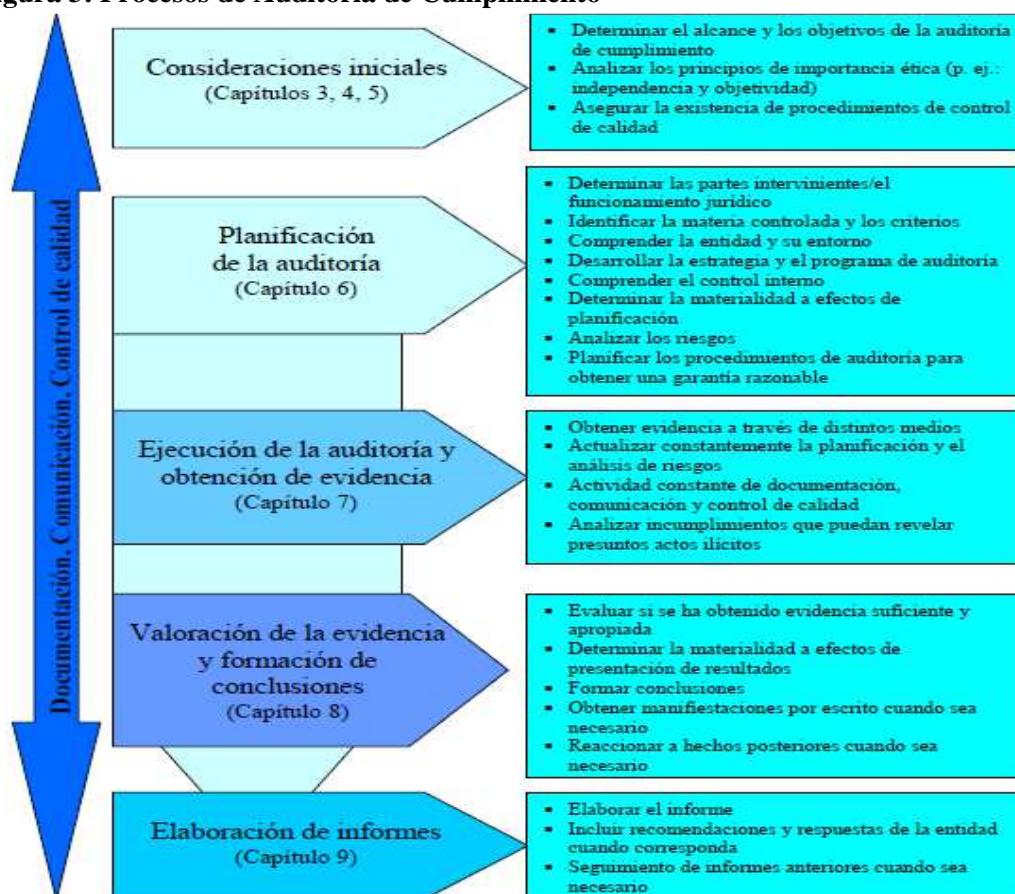 gura 3. Procesos de Auditoría de Cumplimiento
Documentación. Comunicación. Control de calidad
Consideraciones iniciales
(Capítulos 3, 4, 5)
▪ Determinar el alcance y los objetivos de la auditoría
de cumplimiento
▪ Analizar los principios de importancia ética (p. ej.:
independencia y objetividad)
▪ Asegurar la existencia de procedimientos de control
de calidad
Planificación
de la auditoría
(Capítulo 6)
▪ Determinar las partes intervinientes/el
funcionamiento jurídico
▪ Identificar la materia controlada y los criterios
▪ Comprender la entidad y su entorno
▪ Desarrollar la estrategia y el programa de auditoría
▪ Comprender el control interno
▪ Determinar la materialidad a efectos de
planificación
▪ Analizar los riesgos
▪ Planificar los procedimientos de auditoría para
obtener una garantía razonable
Ejecución de la auditoría y
obtención de evidencia
(Capítulo 7)
▪ Obtener evidencia a través de distintos medios
▪ Actualizar constantemente la planificación y el
análisis de riesgos
▪ Actividad constante de documentación,
comunicación y control de calidad
▪ Analizar incumplimientos que puedan revelar
presuntos actos ilícitos
Valoración de la evidencia
y formación de
conclusiones
(Capítulo 8)
▪ Evaluar si se ha obtenido evidencia suficiente y
apropiada
▪ Determinar la materialidad a efectos de
presentación de resultados
▪ Formar conclusiones
▪ Obtener manifiestaciones por escrito cuando sea
necesario
▪ Reaccionar a hechos posteriores cuando sea
necesario
Elaboración de informes
(Capítulo 9)
▪ Elaborar el informe
▪ Incluir recomendaciones y respuestas de la entidad
cuando corresponda
▪ Seguimiento de informes anteriores cuando sea
necesario